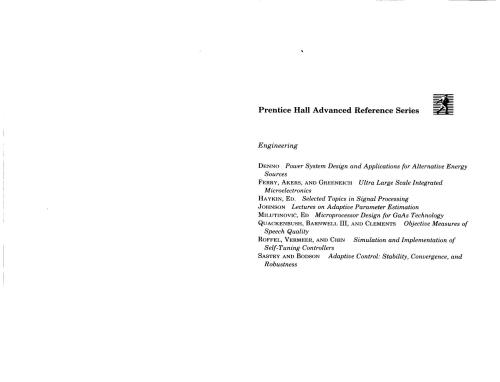 Prentice Hall Advanced Reference Series
Engineering
DENNO Power System Design and Applications for Alternative Energy
Sources
FERRY, AKERS, AND GREENEICH Ultra Large Scale Integrated
Microelectronics
HAYKIN, ED. Selected Topics in Signal Processing
JOHNSON Lectures on Adaptive Parameter Estimation
MILUTINOVIC, ED Microprocessor Design for GaAs Technology
QUACKENBUSH, BARNWELL III, AND CLEMENTS Objective Measures of
Speech Quality
ROFFEL, VERMEER, AND CHIN Simulation and Implementation of
Self-Tuning Controllers
SASTRY AND BODSON Adaptive Control: Stability, Convergence, and
Robustness